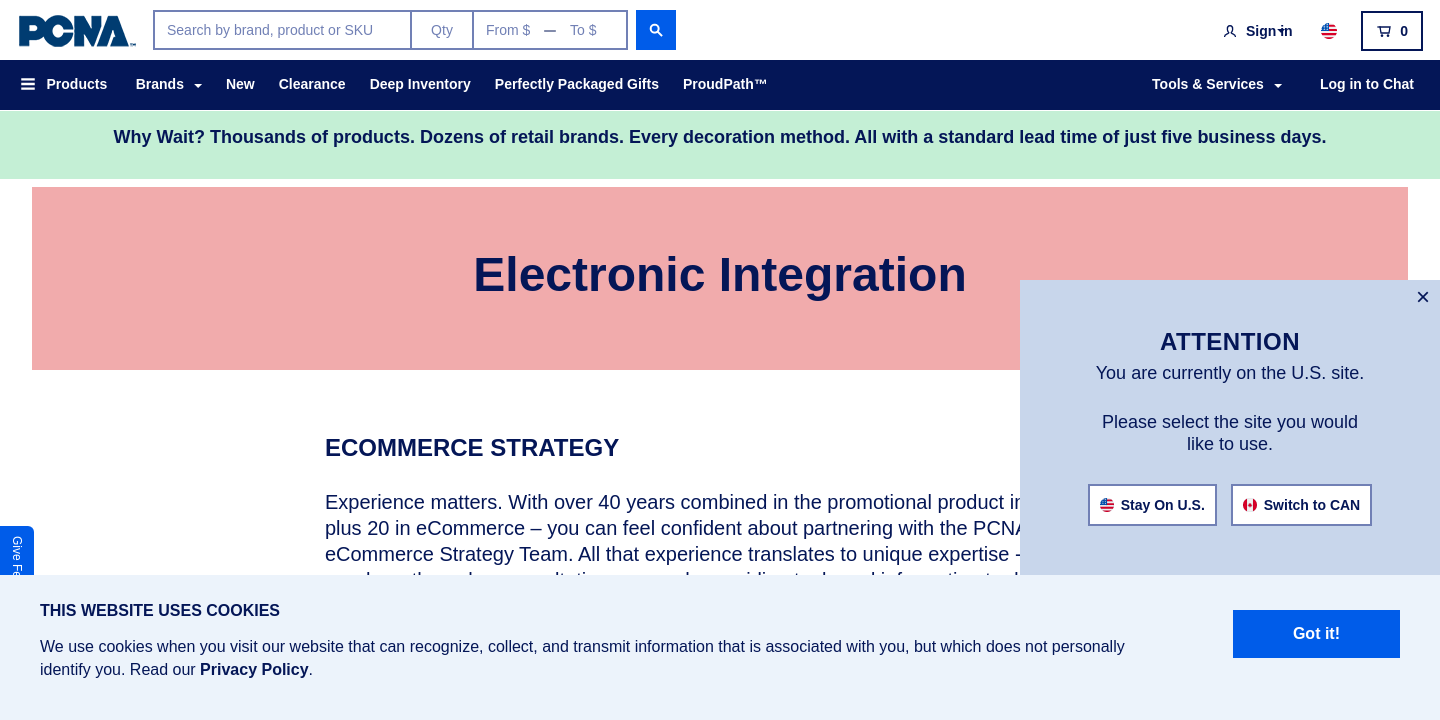 PCNA™
Search by brand, product or SKU
Qty
From $ — To $
Sign in
0
Products
Brands
New
Clearance
Deep Inventory
Perfectly Packaged Gifts
ProudPath™
Tools & Services
Log in to Chat
Why Wait? Thousands of products. Dozens of retail brands. Every decoration method. All with a standard lead time of just five business days.
Electronic Integration
×
ATTENTION
You are currently on the U.S. site.
Please select the site you would
like to use.
Stay On U.S.
Switch to CAN
ECOMMERCE STRATEGY
Experience matters. With over 40 years combined in the promotional product
plus 20 in eCommerce – you can feel confident about partnering with the PCNA
eCommerce Strategy Team. All that experience translates to unique expertise -
Give
THIS WEBSITE USES COOKIES
We use cookies when you visit our website that can recognize, collect, and transmit information that is associated with you, but which does not personally
identify you. Read our Privacy Policy.
Got it!